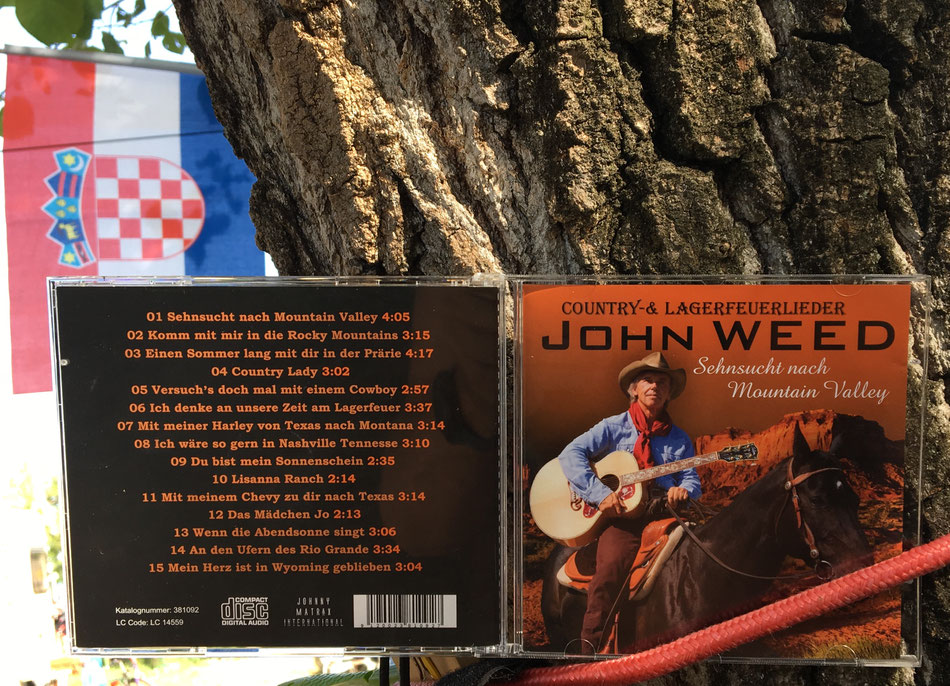 01 Sehnsucht nach Mountain Valley 4:05
02 Komm mit mir in die Rocky Mountains 3:15
03 Einen Sommer lang mit dir in der Prärie 4:17
04 Country Lady 3:02
05 Versuch's doch mal mit einem Cowboy 2:57
06 Ich denke an unsere Zeit am Lagerfeuer 3:37
07 Mit meiner Harley von Texas nach Montana 3:14
08 Ich wäre so gern in Nashville Tennesse 3:10
09 Du bist mein Sonnenschein 2:35
10 Lisanna Ranch 2:14
11 Mit meinem Chevy zu dir nach Texas 3:14
12 Das Mädchen Jo 2:13
13 Wenn die Abendsonne singt 3:06
14 An den Ufern des Rio Grande 3:34
15 Mein Herz ist in Wyoming geblieben 3:04
Katalognummer: 381092
LC Code: LC 14559
COMPACT
disc
DIGITAL AUDIO
JOHNNY
MATRAX
INTERNATIONAL
COUNTRY-& LAGERFEUERLIEDER
JOHN WEED
Sehnsucht nach
Mountain Valley